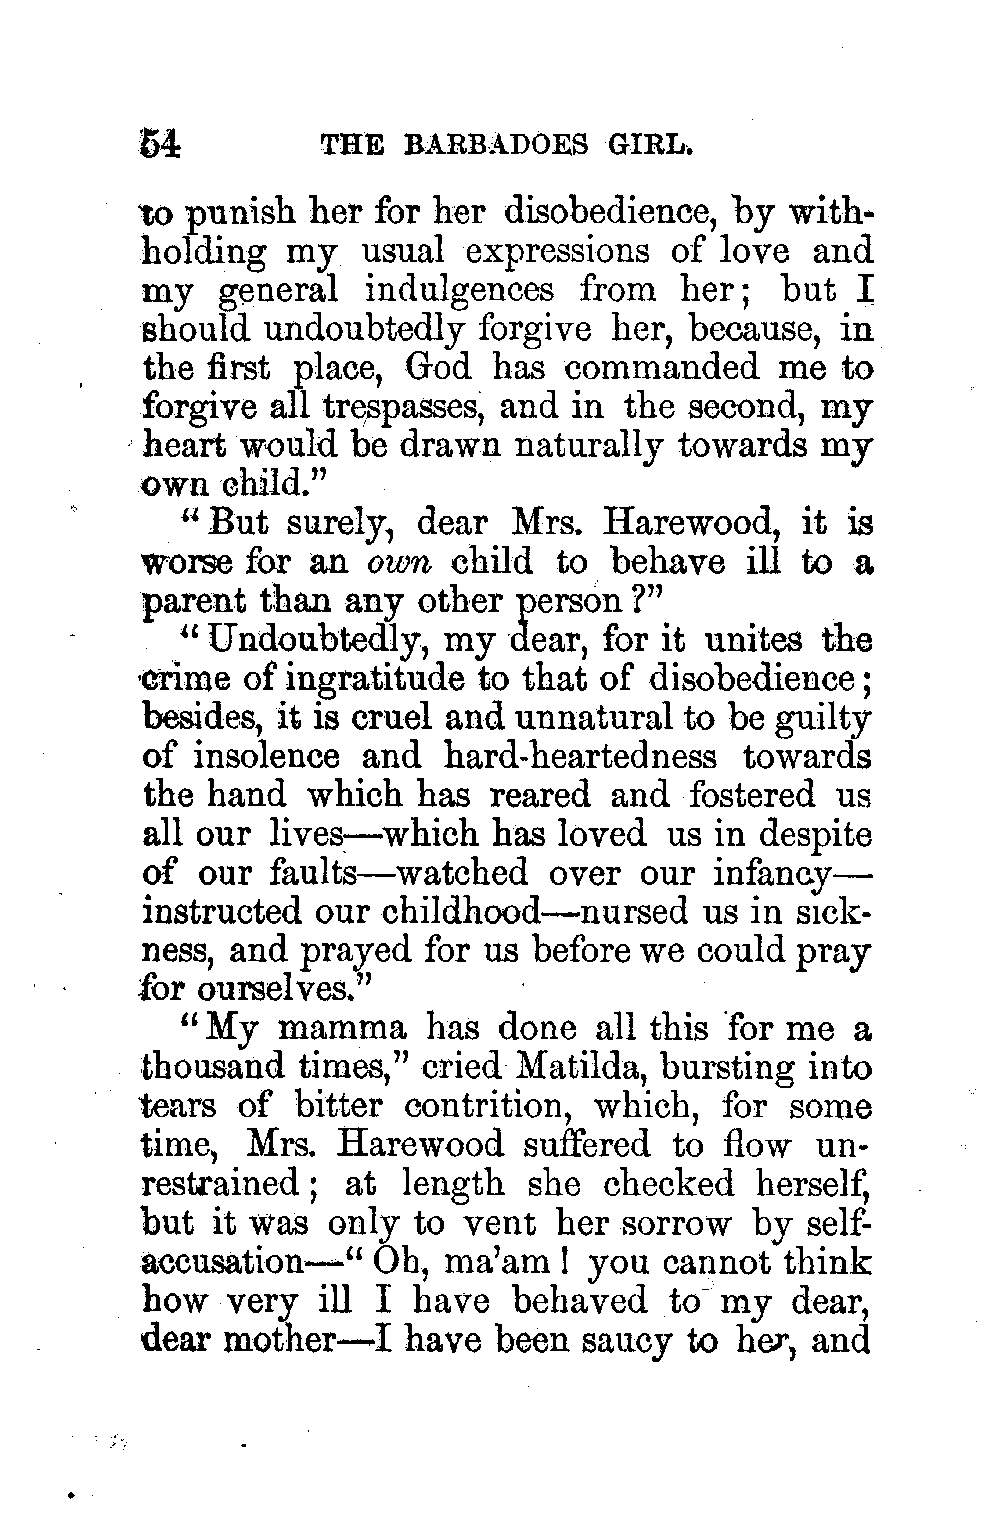 54 THE BARBADOES GIRL.
to punish her for her disobedience, by with-
holding my usual expressions of love and
my general indulgences from her; but I
should undoubtedly forgive her, because, in
the first place, God has commanded me to
forgive all trespasses, and in the second, my
heart would be drawn naturally towards my
own child."
"But surely, dear Mrs. Harewood, it is
worse for an own child to behave ill to a
parent than any other person?"
"Undoubtedly, my dear, for it unites the
crime of ingratitude to that of disobedience;
besides, it is cruel and unnatural to be guilty
of insolence and hard-heartedness towards
the hand which has reared and fostered us
all our lives—which has loved us in despite
of our faults—watched over our infancy—
instructed our childhood—nursed us in sick-
ness, and prayed for us before we could pray
for ourselves."
"My mamma has done all this for me a
thousand times," cried Matilda, bursting into
tears of bitter contrition, which, for some
time, Mrs. Harewood suffered to flow un-
restrained; at length she checked herself,
but it was only to vent her sorrow by self-
accusation—"Oh, ma'am! you cannot think
how very ill I have behaved to my dear,
dear mother—I have been saucy to her, and